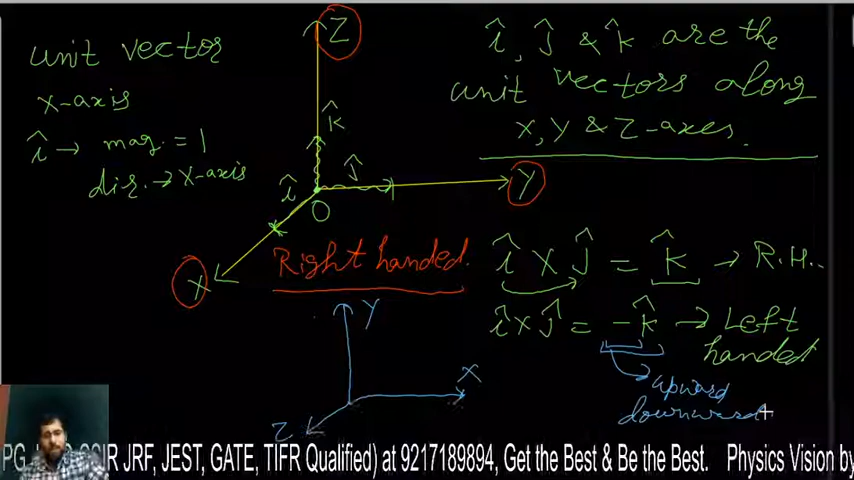 unit vector
x-axis
î → mag. = 1
dir. → x-axis
Z
k̂
ĵ
î
Y
O
X
Right handed.
î, ĵ & k̂ are the
unit vectors along
x, y & z-axes.
î X ĵ = k̂ → R.H..
î x ĵ = -k̂ → Left
handed
upward
downward
Y
X
Z
JRF, JEST, GATE, TIFR Qualified) at 9217189894, Get the Best & Be the Best. Physics Vision by